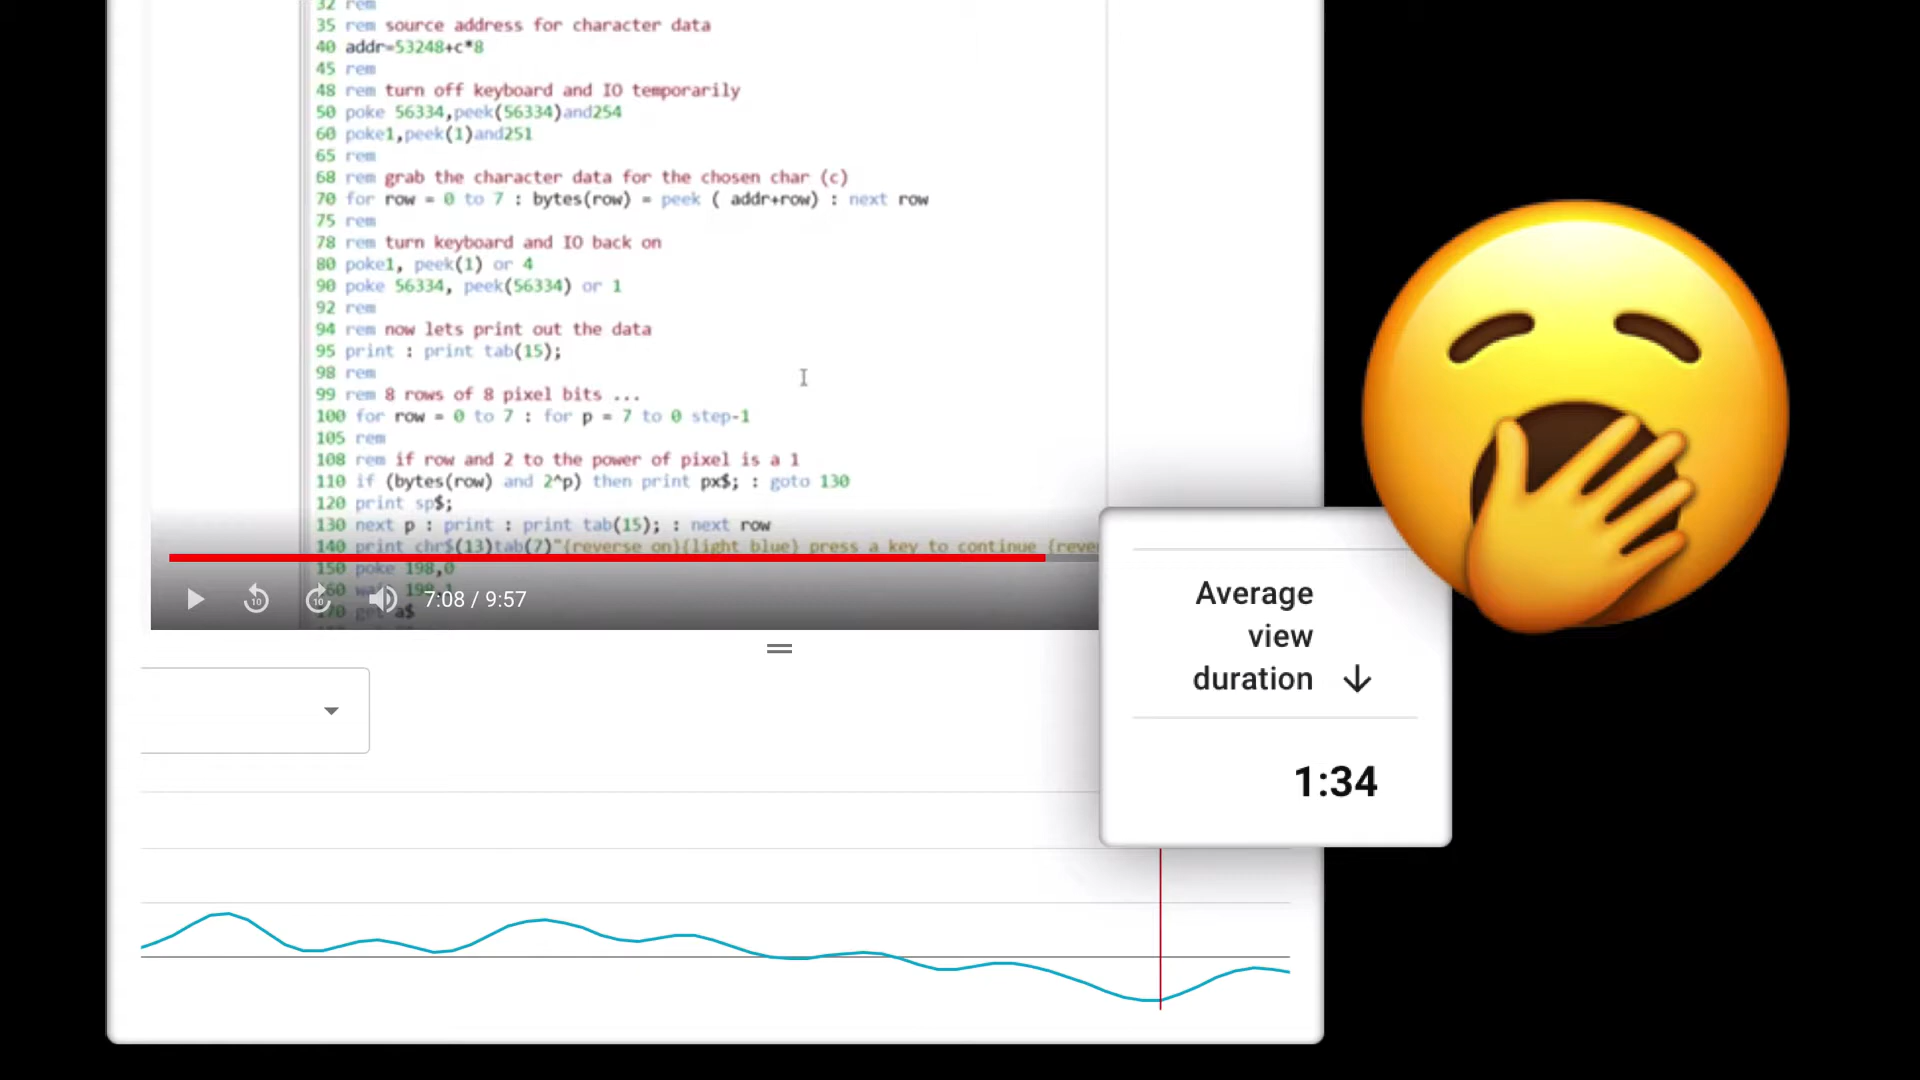 32 rem
35 rem source address for character data
40 addr=53248+c*8
45 rem
48 rem turn off keyboard and IO temporarily
50 poke 56334,peek(56334)and254
60 poke1,peek(1)and251
65 rem
68 rem grab the character data for the chosen char (c)
70 for row = 0 to 7 : bytes(row) = peek ( addr+row) : next row
75 rem
78 rem turn keyboard and IO back on
80 poke1, peek(1) or 4
90 poke 56334, peek(56334) or 1
92 rem
94 rem now lets print out the data
95 print : print tab(15);
98 rem
99 rem 8 rows of 8 pixel bits ...
100 for row = 0 to 7 : for p = 7 to 0 step-1
105 rem
108 rem if row and 2 to the power of pixel is a 1
110 if (bytes(row) and 2^p) then print px$; : goto 130
120 print sp$;
130 next p : print : print tab(15); : next row
140 print chr$(13)tab(7)"{reverse on}{light blue} press a key to continue {rever
150 poke 198,0
10
10
7:08 / 9:57
Average
view
duration
1:34